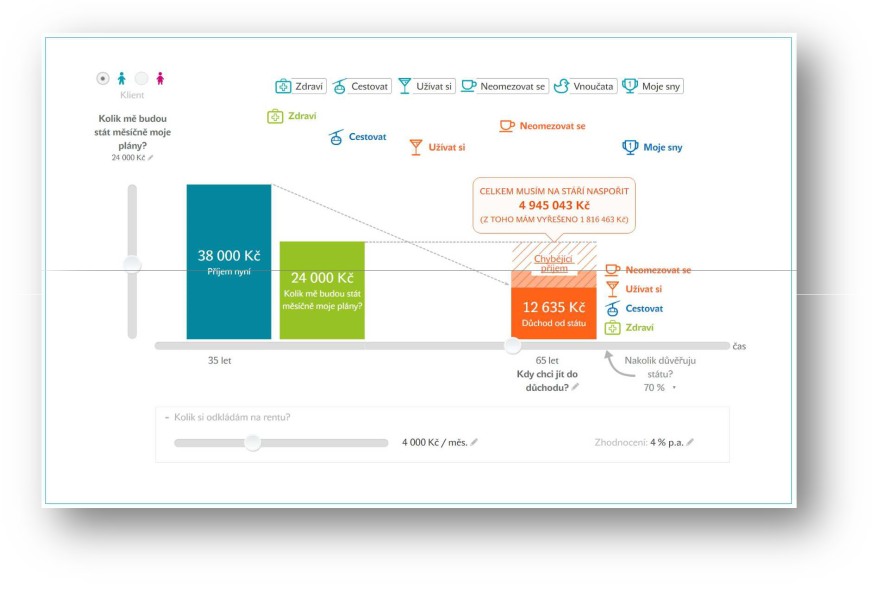 Klient
Kolik mě budou
stát měsíčně moje
plány?
24 000 Kč
Zdraví
Cestovat
Užívat si
Neomezovat se
Vnoučata
Moje sny
Zdraví
Cestovat
Užívat si
Neomezovat se
Moje sny
CELKEM MUSÍM NA STÁŘÍ NASPOŘIT
4 945 043 Kč
(Z TOHO MÁM VYŘEŠENO 1 816 463 Kč)
38 000 Kč
Příjem nyní
24 000 Kč
Kolik mě budou stát
měsíčně moje plány?
Chybějící
příjem
12 635 Kč
Důchod od státu
Neomezovat se
Užívat si
Cestovat
Zdraví
čas
35 let
65 let
Kdy chci jít do
důchodu?
Nakolik důvěřuju
státu?
70 %
- Kolik si odkládám na rentu?
4 000 Kč / měs.
Zhodnocení: 4 % p.a.